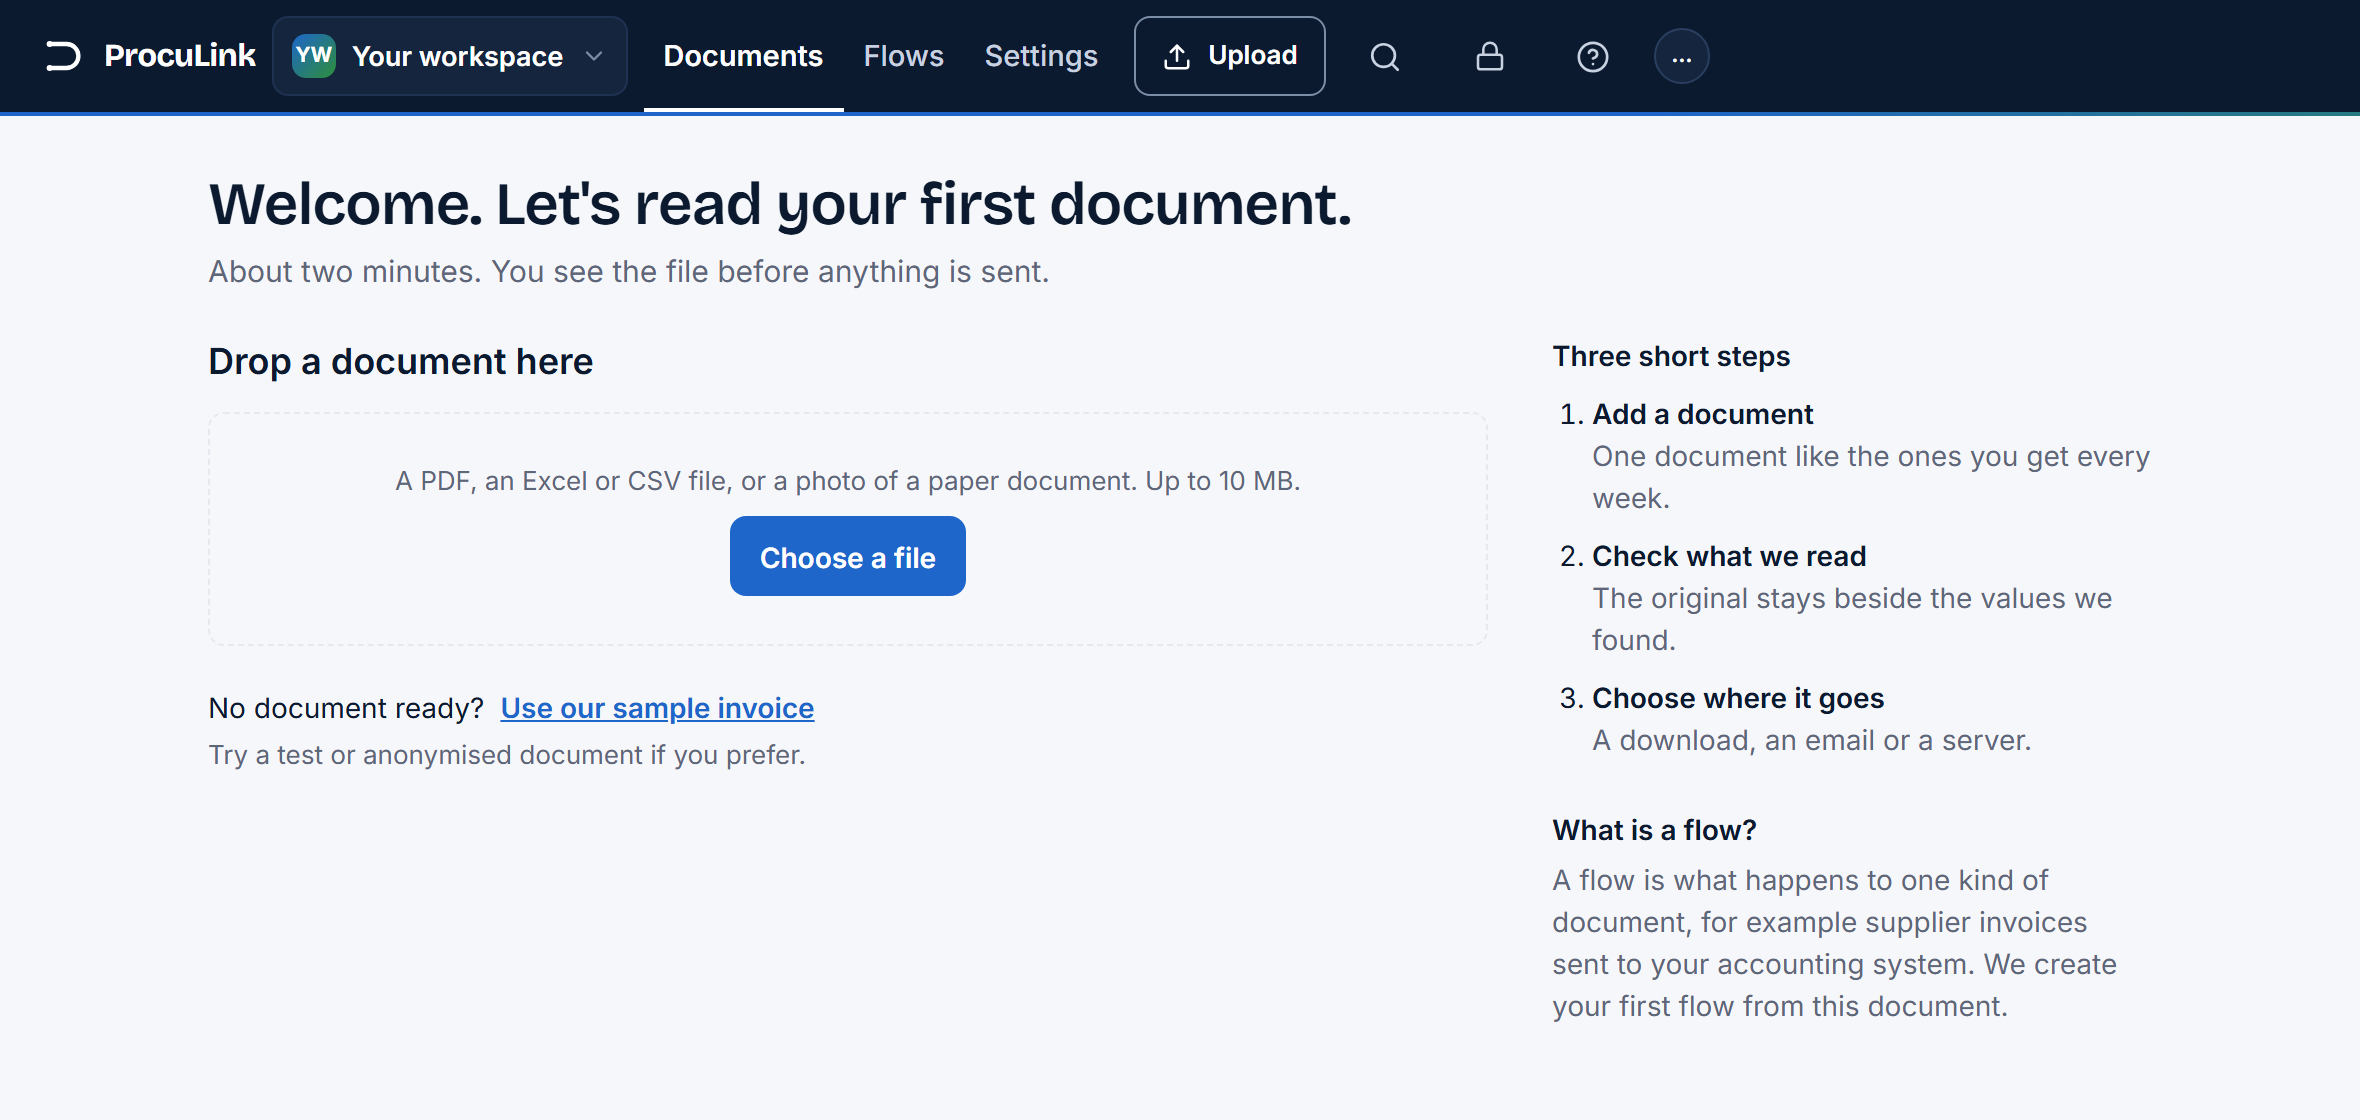 ProcuLink
YW Your workspace
Documents
Flows
Settings
Upload
...
Welcome. Let's read your first document.
About two minutes. You see the file before anything is sent.
Drop a document here
A PDF, an Excel or CSV file, or a photo of a paper document. Up to 10 MB.
Choose a file
No document ready? Use our sample invoice
Try a test or anonymised document if you prefer.
Three short steps
1. Add a document
One document like the ones you get every
week.
2. Check what we read
The original stays beside the values we
found.
3. Choose where it goes
A download, an email or a server.
What is a flow?
A flow is what happens to one kind of
document, for example supplier invoices
sent to your accounting system. We create
your first flow from this document.